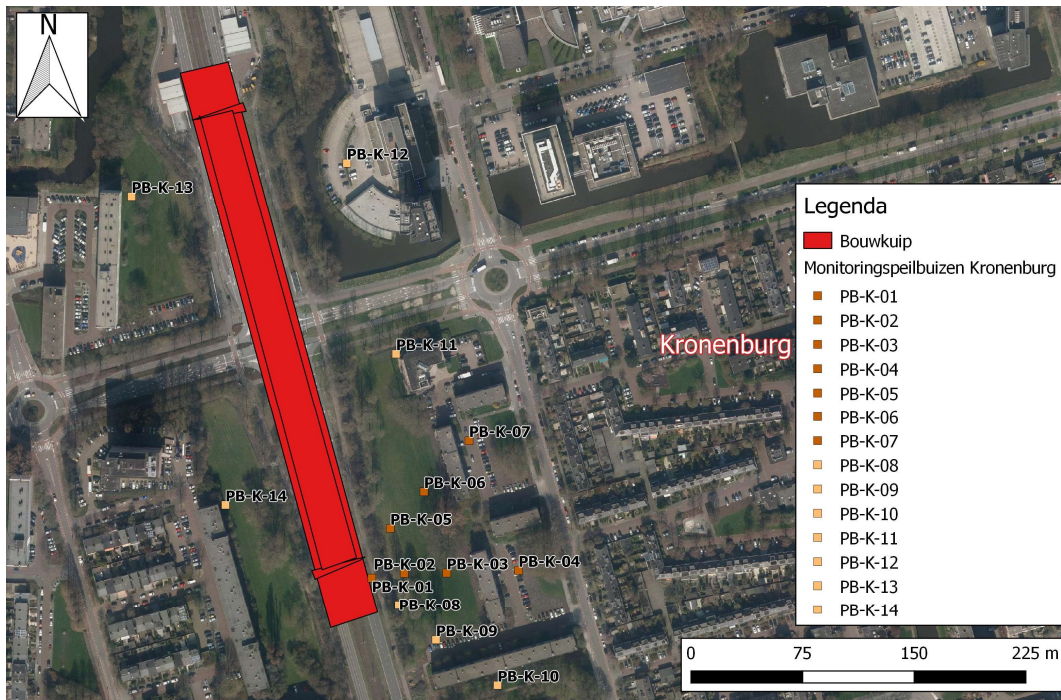 N
PB-K-12
PB-K-13
PB-K-11
Kronenburg
PB-K-07
PB-K-06
PB-K-14
PB-K-05
PB-K-02
PB-K-03
PB-K-04
PB-K-01
PB-K-08
PB-K-09
PB-K-10
Legenda
Bouwkuip
Monitoringspeilbuizen Kronenburg
PB-K-01
PB-K-02
PB-K-03
PB-K-04
PB-K-05
PB-K-06
PB-K-07
PB-K-08
PB-K-09
PB-K-10
PB-K-11
PB-K-12
PB-K-13
PB-K-14
0 75 150 225 m